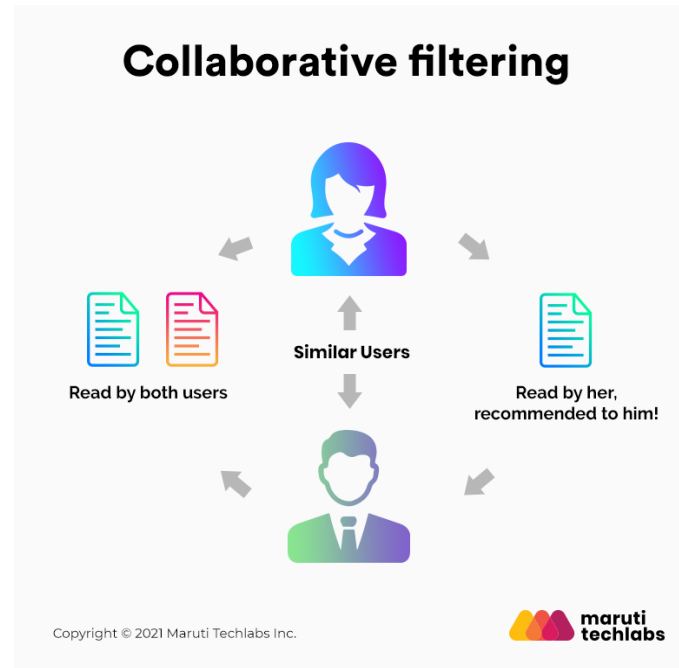 Collaborative filtering
Similar Users
Read by both users
Read by her,
recommended to him!
Copyright © 2021 Maruti Techlabs Inc.
maruti
techlabs